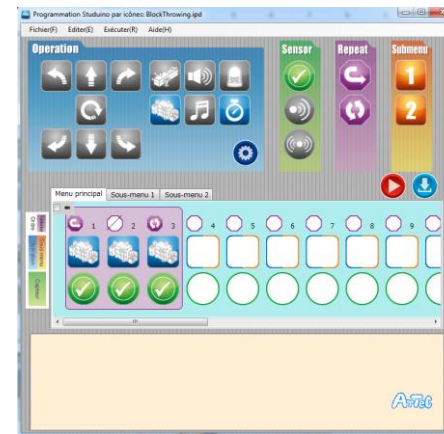 Programmation Studuino par icônes: BlockThrowing.ipd
Fichier(F) Editer(E) Exécuter(R) Aide(H)
Operation
Sensor
Repeat
Submenu
1
2
Menu principal Sous-menu 1 Sous-menu 2
1 2 3 4 5 6 7 8 9
Capteur
Artec